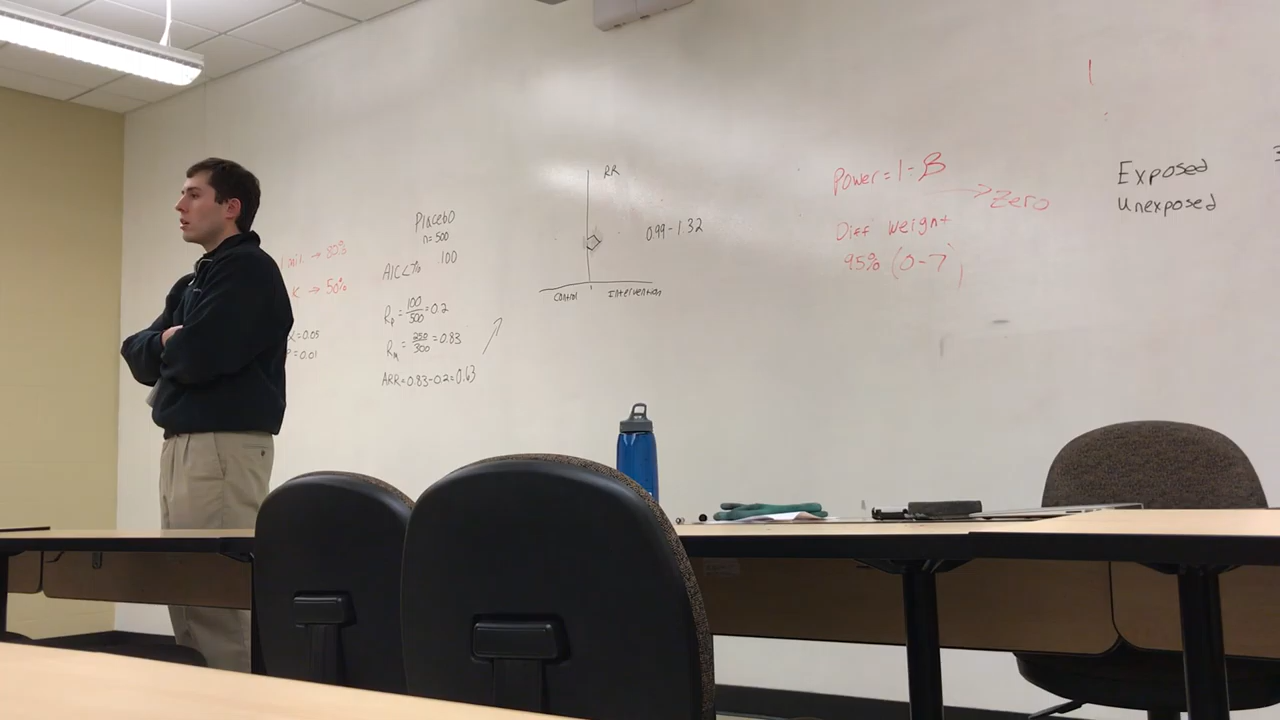 → 80%
K → 50%
α=0.05
P=0.01
Placebo
n=500
A1C<7% 100
Rp = 100/500 = 0.2
Rm = 250/300 = 0.83
ARR=0.83-0.2=0.63
RR
0.99-1.32
Control Intervention
Power=1-β
→ Zero
Diff Weight
95% (0-7)
Exposed
Unexposed